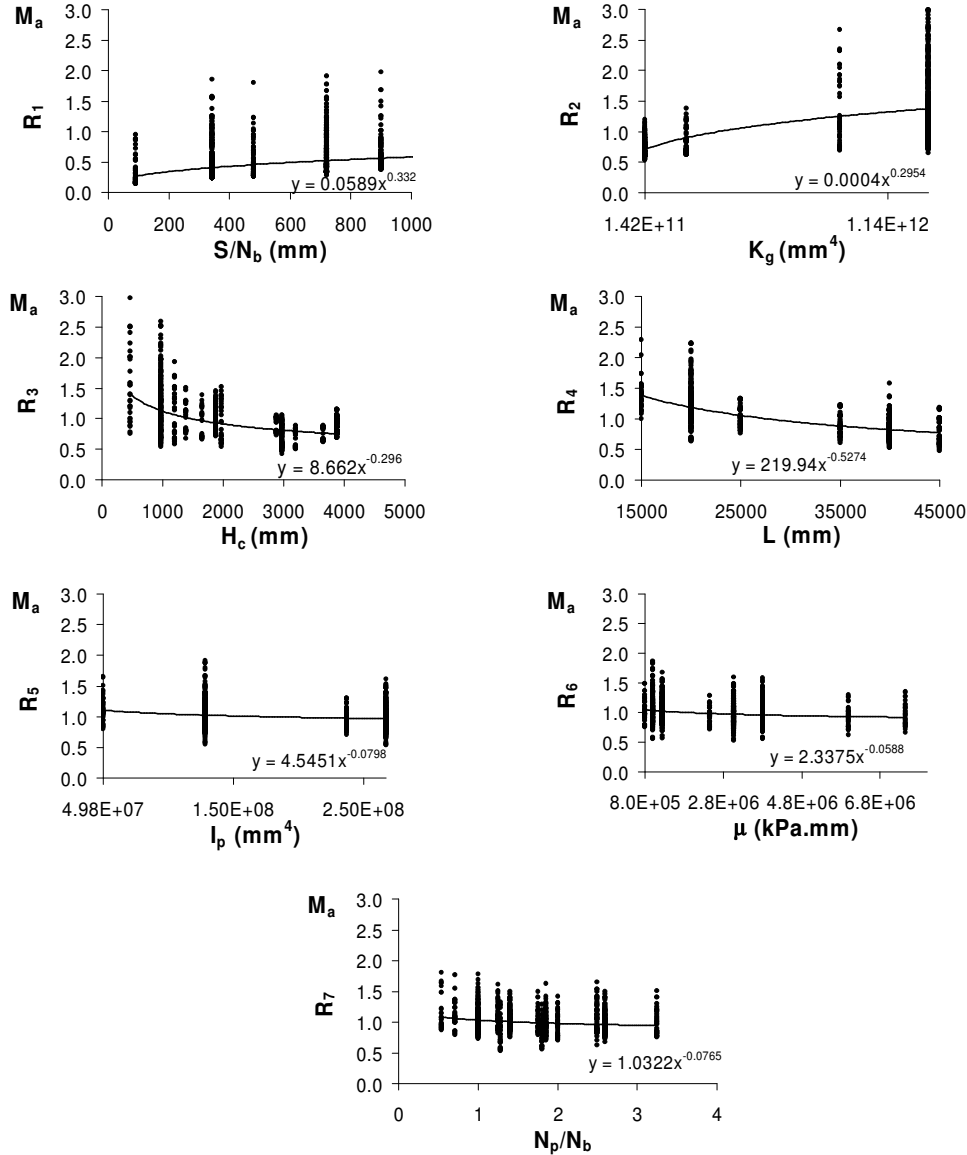 Mₐ
3.0
2.5
2.0
1.5
1.0
0.5
0.0
R₁
y = 0.0589x^0.332
0 200 400 600 800 1000
S/N_b (mm)
Mₐ
3.0
2.5
2.0
1.5
1.0
0.5
0.0
R₂
y = 0.0004x^0.2954
1.42E+11 1.14E+12
K_g (mm⁴)
Mₐ
3.0
2.5
2.0
1.5
1.0
0.5
0.0
R₃
y = 8.662x^-0.296
0 1000 2000 3000 4000 5000
H_c (mm)
Mₐ
3.0
2.5
2.0
1.5
1.0
0.5
0.0
R₄
y = 219.94x^-0.5274
15000 25000 35000 45000
L (mm)
Mₐ
3.0
2.5
2.0
1.5
1.0
0.5
0.0
R₅
y = 4.5451x^-0.0798
4.98E+07 1.50E+08 2.50E+08
I_p (mm⁴)
Mₐ
3.0
2.5
2.0
1.5
1.0
0.5
0.0
R₆
y = 2.3375x^-0.0588
8.0E+05 2.8E+06 4.8E+06 6.8E+06
μ (kPa.mm)
Mₐ
3.0
2.5
2.0
1.5
1.0
0.5
0.0
R₇
y = 1.0322x^-0.0765
0 1 2 3 4
N_p/N_b